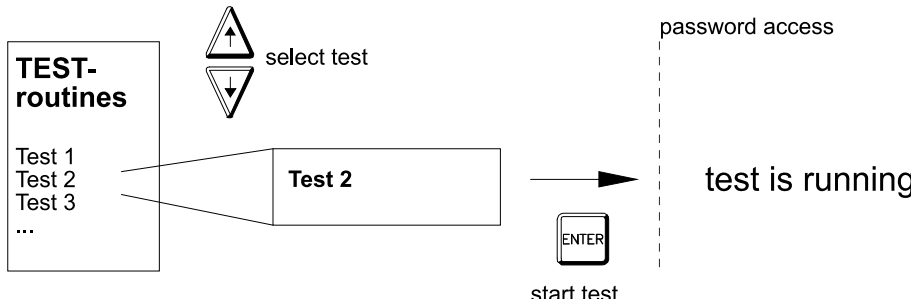 TEST-
routines
Test 1
Test 2
Test 3
...
select test
Test 2
ENTER
start test
password access
test is running